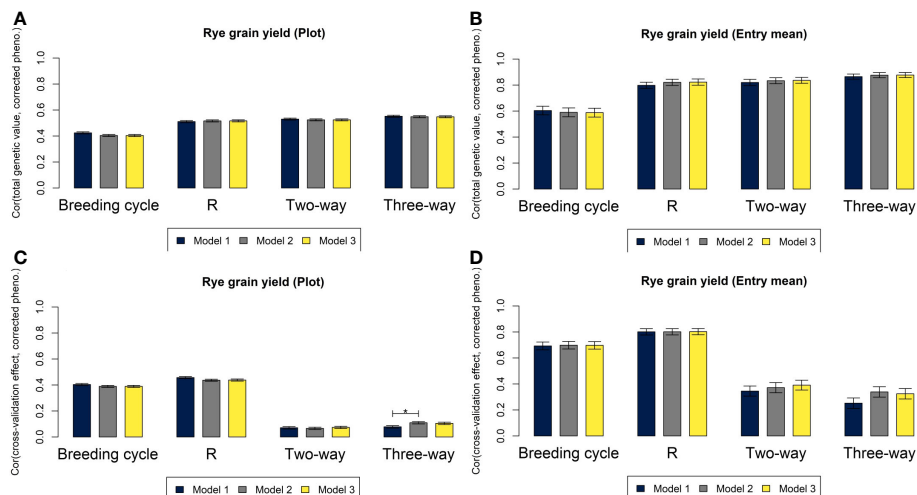 A
Rye grain yield (Plot)
Cor(total genetic value, corrected pheno.)
0.0 0.2 0.4 0.6 0.8 1.0
Breeding cycle R Two-way Three-way
Model 1 Model 2 Model 3
B
Rye grain yield (Entry mean)
Cor(total genetic value, corrected pheno.)
0.0 0.2 0.4 0.6 0.8 1.0
Breeding cycle R Two-way Three-way
Model 1 Model 2 Model 3
C
Rye grain yield (Plot)
Cor(cross-validation effect, corrected pheno.)
0.0 0.2 0.4 0.6 0.8 1.0
*
Breeding cycle R Two-way Three-way
Model 1 Model 2 Model 3
D
Rye grain yield (Entry mean)
Cor(cross-validation effect, corrected pheno.)
0.0 0.2 0.4 0.6 0.8 1.0
Breeding cycle R Two-way Three-way
Model 1 Model 2 Model 3